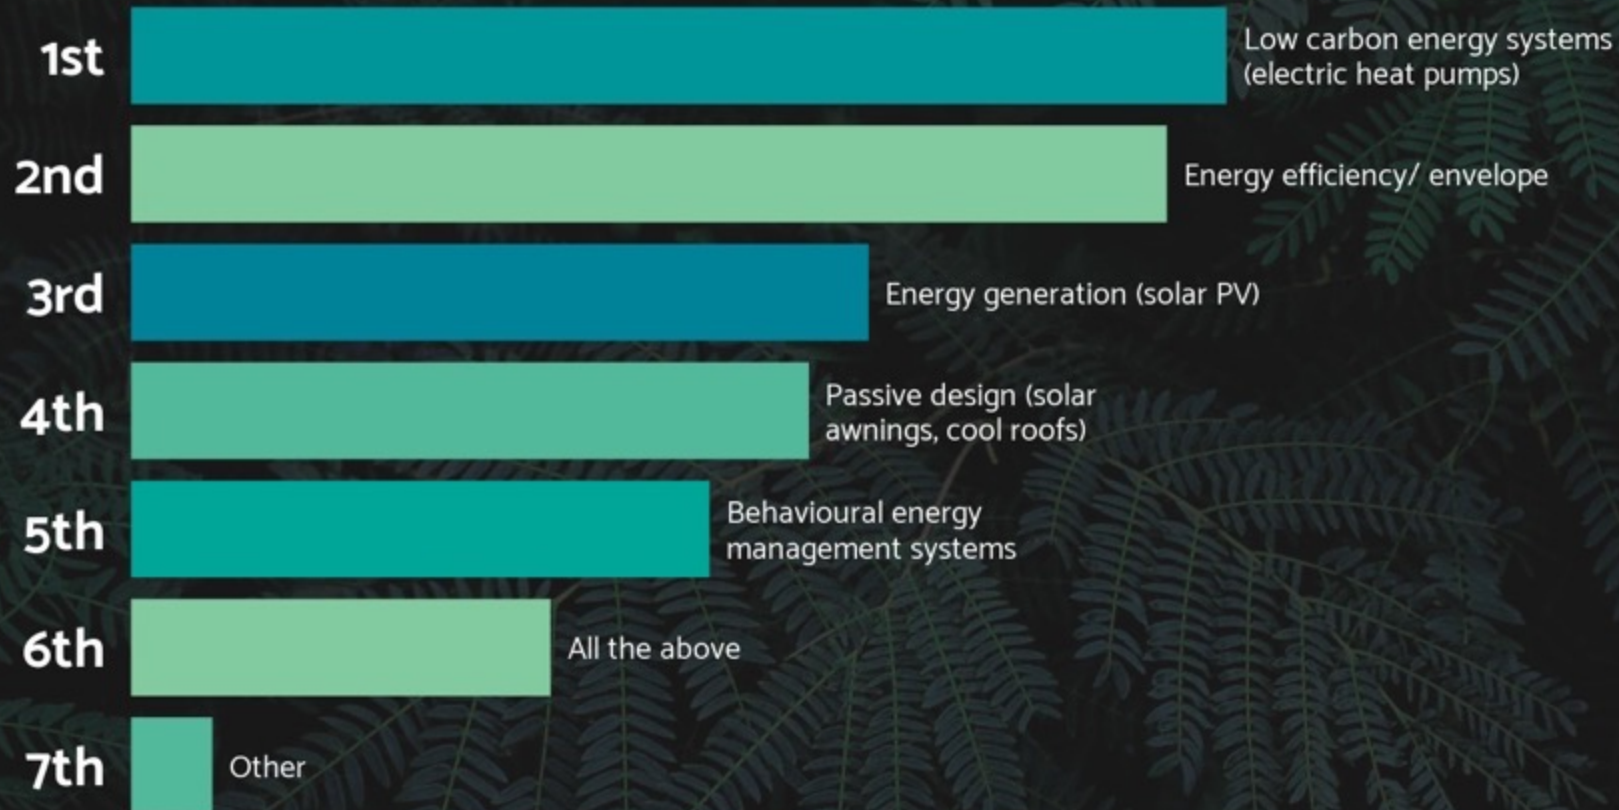 1st
Low carbon energy systems
(electric heat pumps)
2nd
Energy efficiency/ envelope
3rd
Energy generation (solar PV)
4th
Passive design (solar
awnings, cool roofs)
5th
Behavioural energy
management systems
6th
All the above
7th
Other